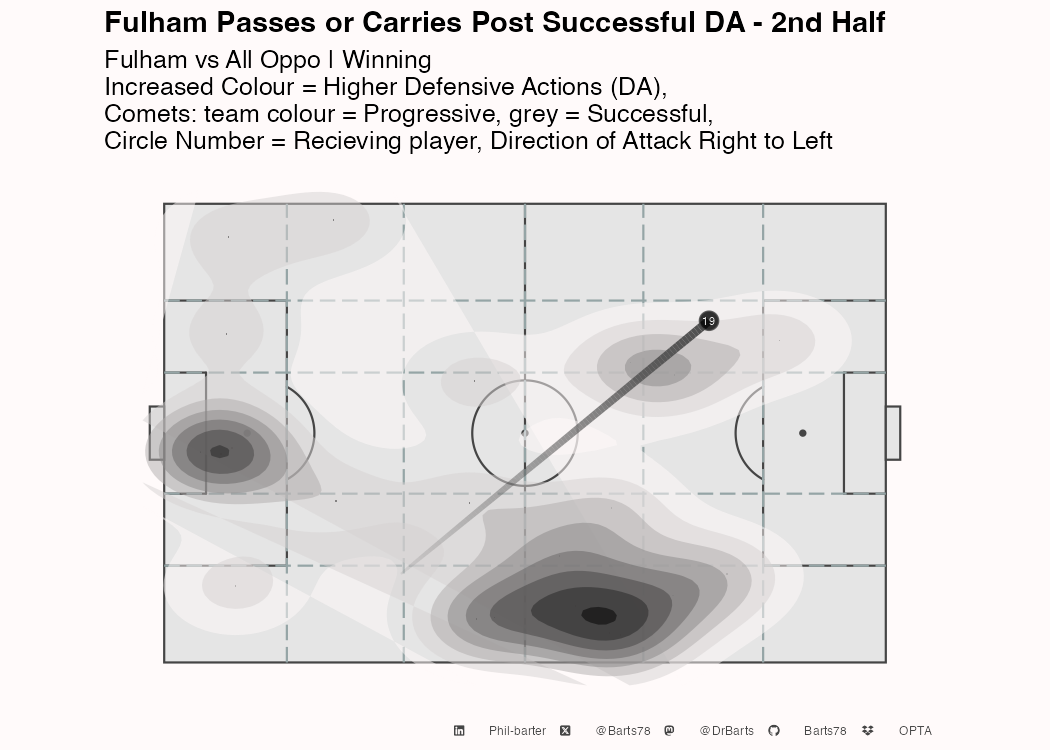 Fulham Passes or Carries Post Successful DA - 2nd Half
Fulham vs All Oppo | Winning
Increased Colour = Higher Defensive Actions (DA),
Comets: team colour = Progressive, grey = Successful,
Circle Number = Recieving player, Direction of Attack Right to Left
19
Phil-barter @Barts78 @DrBarts Barts78 OPTA